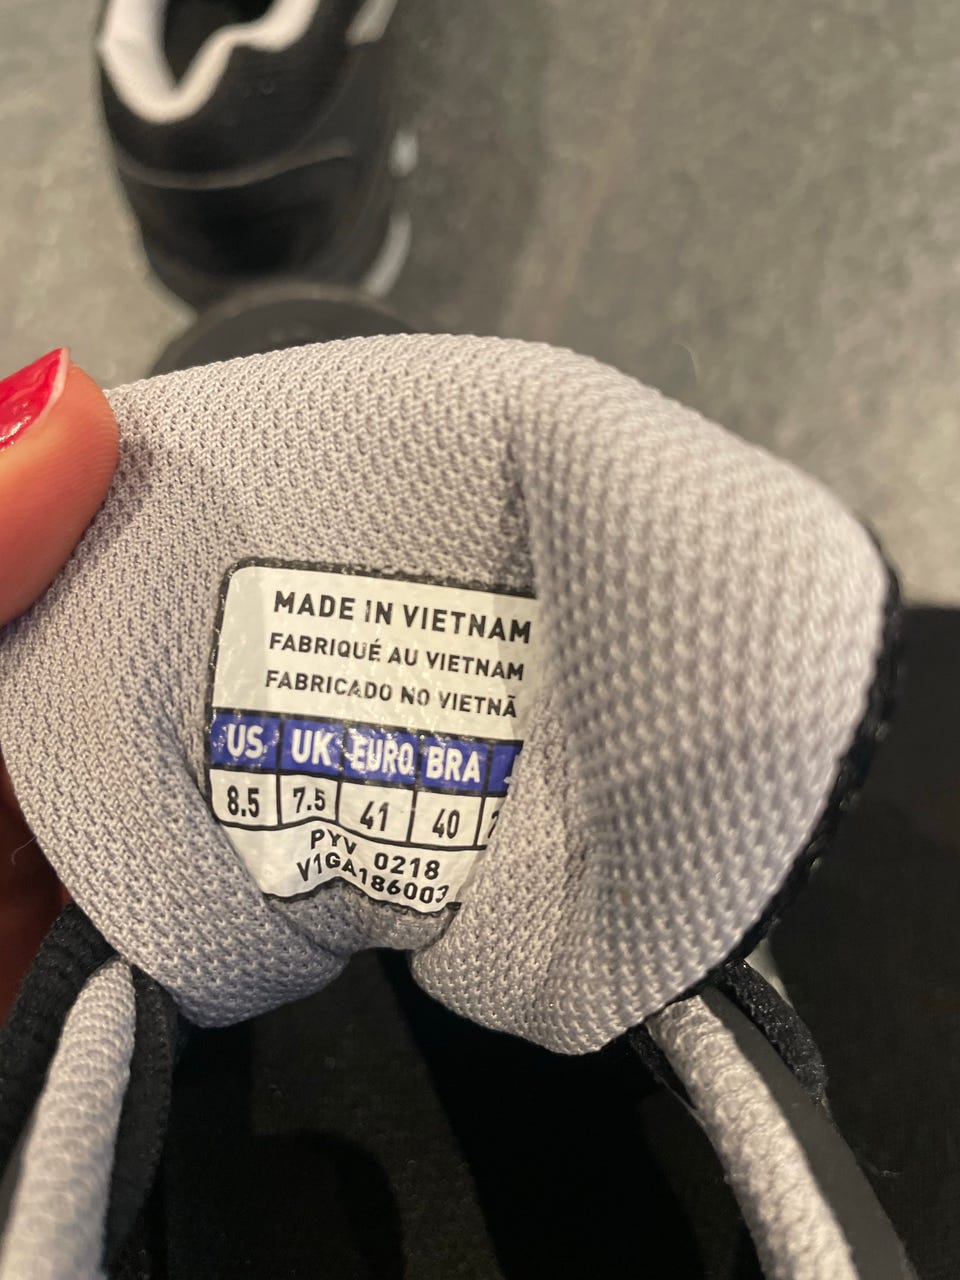 MADE IN VIETNAM
FABRIQUÉ AU VIETNAM
FABRICADO NO VIETNÃ
US UK EURO BRA
8.5 7.5 41 40
PYV 0218
V1GA186003